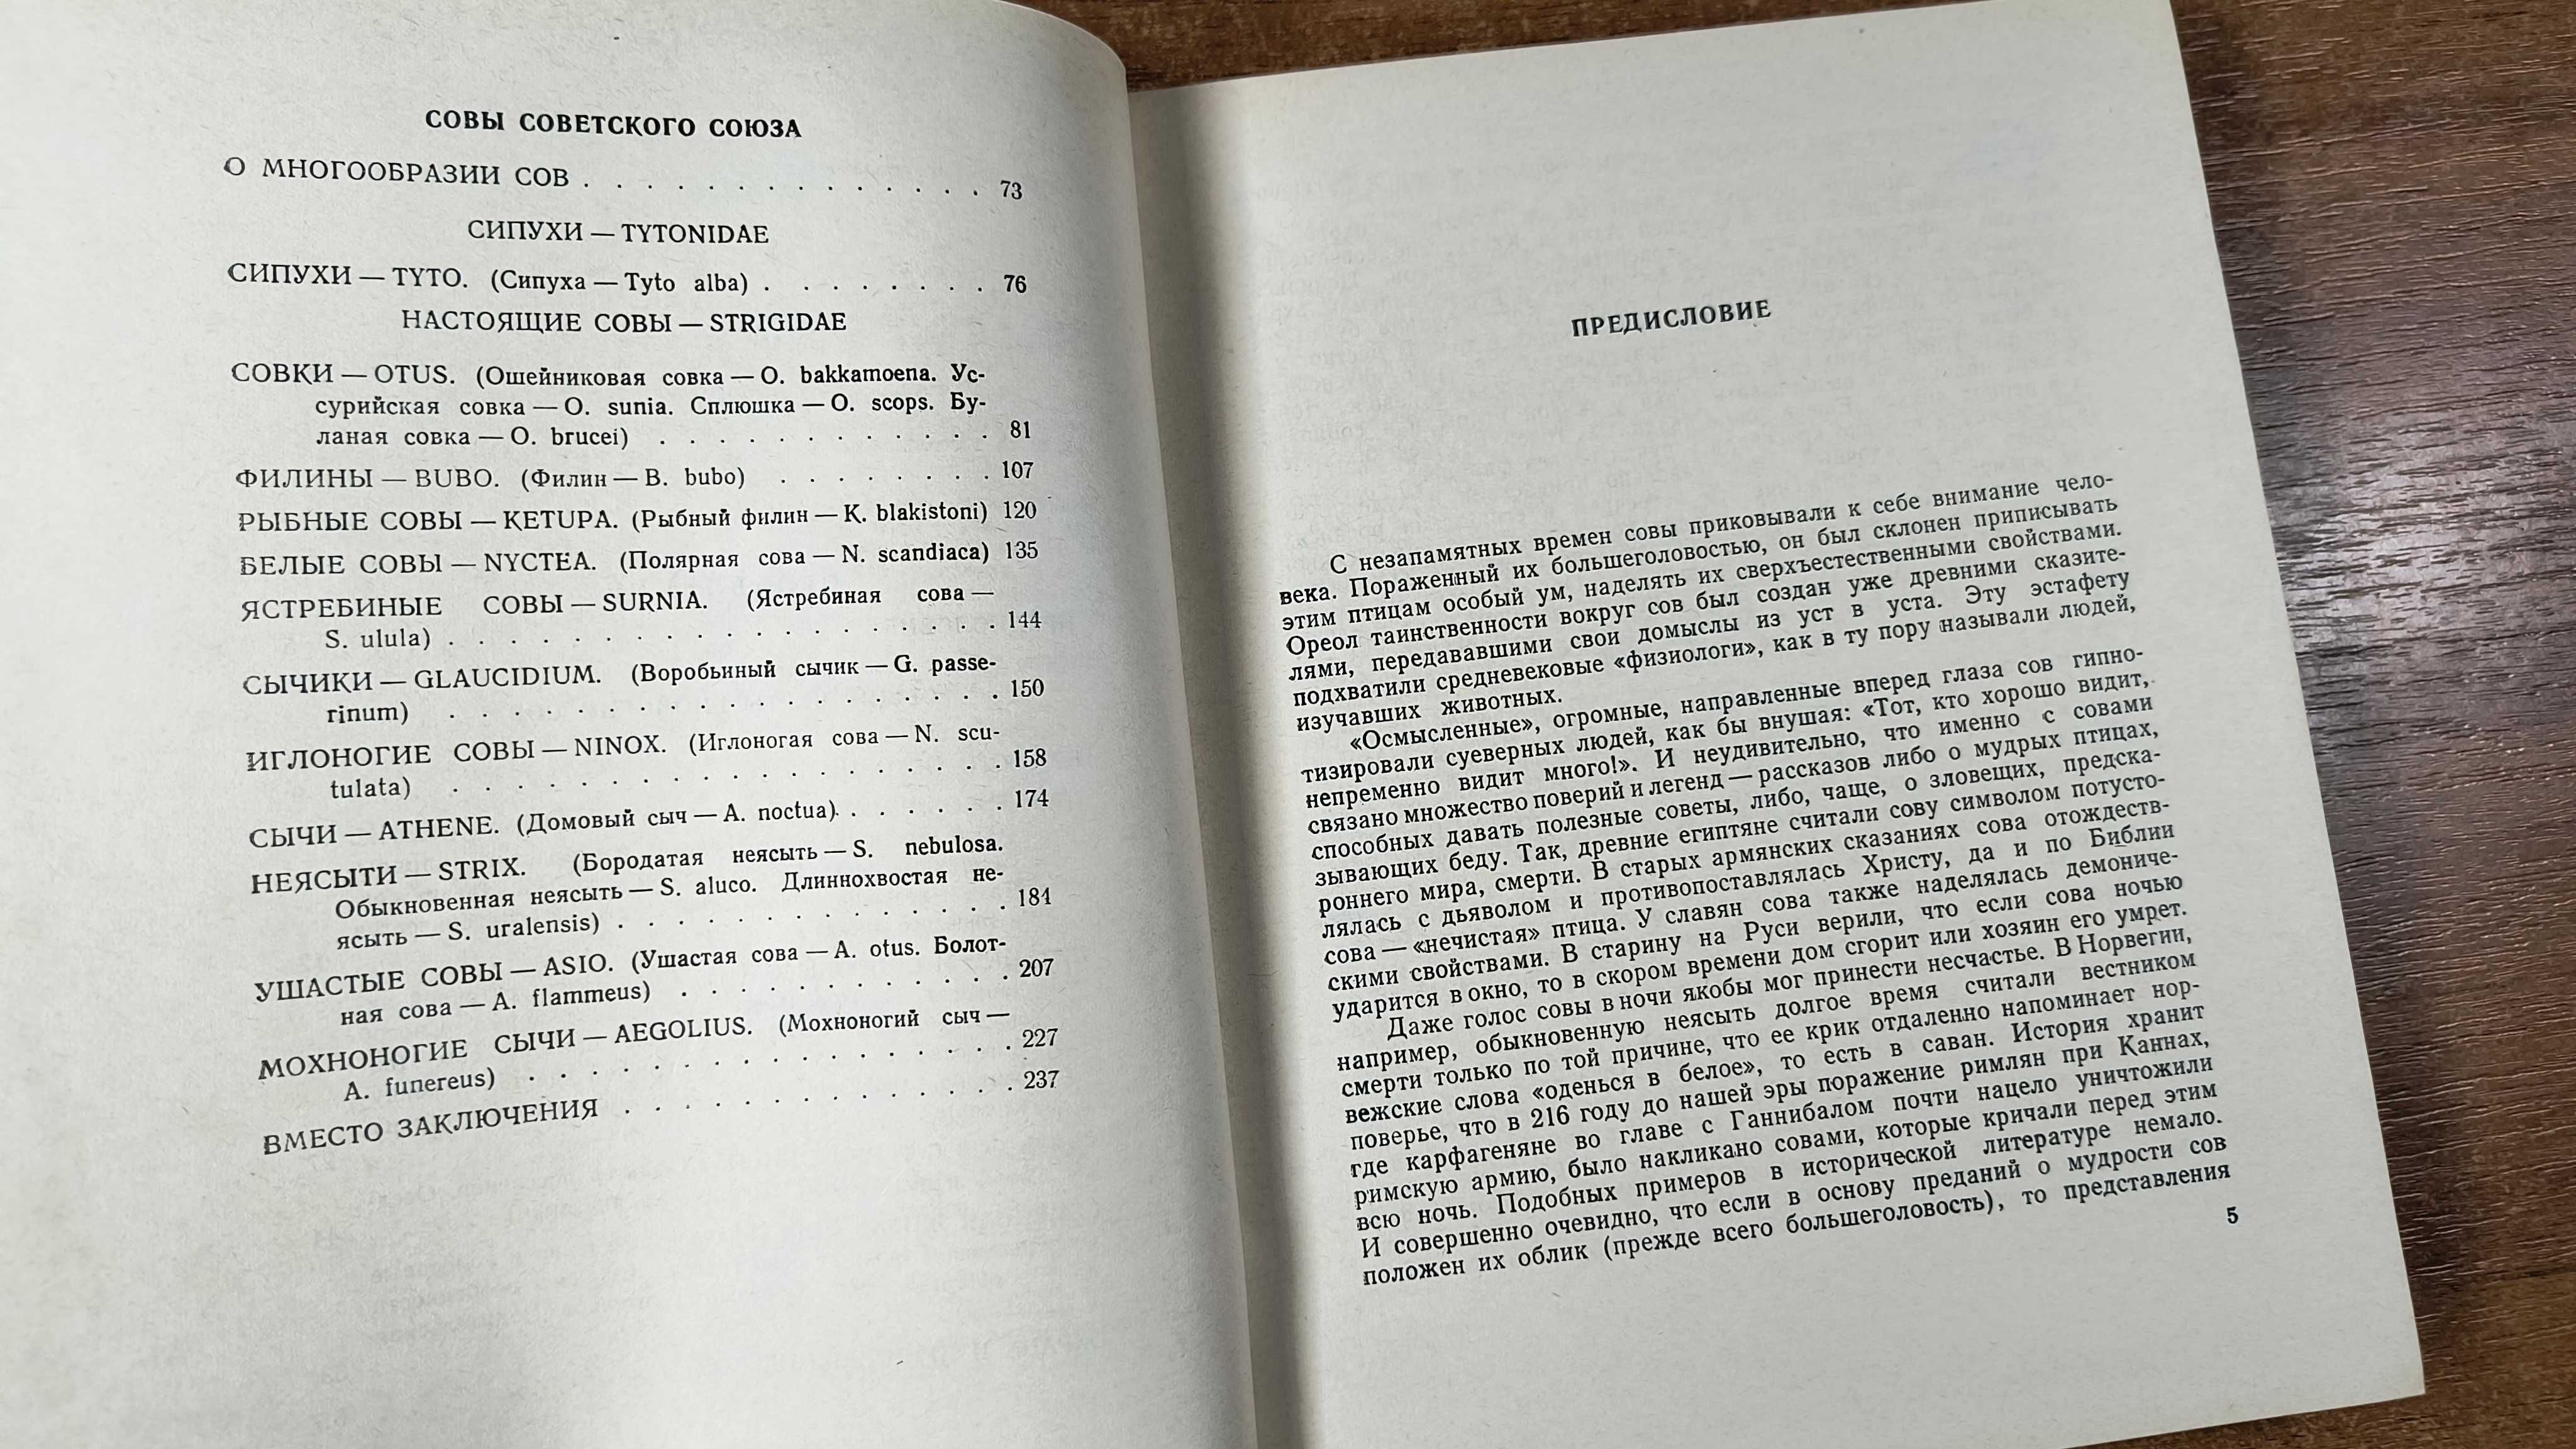 СОВЫ СОВЕТСКОГО СОЮЗА
О МНОГООБРАЗИИ СОВ . . . . . . . . . . . . . . 73
СИПУХИ — TYTONIDAE
СИПУХИ — TYTO. (Сипуха — Tyto alba) . . . . . . . . 76
НАСТОЯЩИЕ СОВЫ — STRIGIDAE
СОВКИ — OTUS. (Ошейниковая совка — O. bakkamoena. Ус-
сурийская совка — O. sunia. Сплюшка — O. scops. Бу-
ланая совка — O. brucei) . . . . . . . . . . . . 81
ФИЛИНЫ — BUBO. (Филин — B. bubo) . . . . . . . . 107
РЫБНЫЕ СОВЫ — KETUPA. (Рыбный филин — K. blakistoni) 120
БЕЛЫЕ СОВЫ — NYCTEA. (Полярная сова — N. scandiaca) 135
ЯСТРЕБИНЫЕ СОВЫ — SURNIA. (Ястребиная сова —
S. ulula) . . . . . . . . . . . . . . . . . . . 144
СЫЧИКИ — GLAUCIDIUM. (Воробьиный сычик — G. passe-
rinum) . . . . . . . . . . . . . . . . . . . 150
ИГЛОНОГИЕ СОВЫ — NINOX. (Иглоногая сова — N. scu-
tulata) . . . . . . . . . . . . . . . . . . . 158
СЫЧИ — ATHENE. (Домовый сыч — A. noctua). . . . . . 174
НЕЯСЫТИ — STRIX. (Бородатая неясыть — S. nebulosa.
Обыкновенная неясыть — S. aluco. Длиннохвостая не-
ясыть — S. uralensis) . . . . . . . . . . . . . . 184
УШАСТЫЕ СОВЫ — ASIO. (Ушастая сова — A. otus. Болот-
ная сова — A. flammeus) . . . . . . . . . . . . 207
МОХНОНОГИЕ СЫЧИ — AEGOLIUS. (Мохноногий сыч —
A. funereus) . . . . . . . . . . . . . . . . . 227
ВМЕСТО ЗАКЛЮЧЕНИЯ . . . . . . . . . . . . . . 237
ПРЕДИСЛОВИЕ
С незапамятных времен совы приковывали к себе внимание чело-
века. Пораженный их большеголовостью, он был склонен приписывать
этим птицам особый ум, наделять их сверхъестественными свойствами.
Ореол таинственности вокруг сов был создан уже древними сказите-
лями, передававшими свои домыслы из уст в уста. Эту эстафету
подхватили средневековые «физиологи», как в ту пору называли людей,
изучавших животных.
«Осмысленные», огромные, направленные вперед глаза сов гипно-
тизировали суеверных людей, как бы внушая: «Тот, кто хорошо видит,
непременно видит много!». И неудивительно, что именно с совами
связано множество поверий и легенд — рассказов либо о мудрых птицах,
способных давать полезные советы, либо, чаще, о зловещих, предска-
зывающих беду. Так, древние египтяне считали сову символом потусто-
роннего мира, смерти. В старых армянских сказаниях сова отождеств-
лялась с дьяволом и противопоставлялась Христу, да и по Библии
сова — «нечистая» птица. У славян сова также наделялась демониче-
скими свойствами. В старину на Руси верили, что если сова ночью
ударится в окно, то в скором времени дом сгорит или хозяин его умрет.
Даже голос совы в ночи якобы мог принести несчастье. В Норвегии,
например, обыкновенную неясыть долгое время считали вестником
смерти только по той причине, что ее крик отдаленно напоминает нор-
вежские слова «оденься в белое», то есть в саван. История хранит
поверье, что в 216 году до нашей эры поражение римлян при Каннах,
где карфагеняне во главе с Ганнибалом почти нацело уничтожили
римскую армию, было накликано совами, которые кричали перед этим
всю ночь. Подобных примеров в исторической литературе немало.
И совершенно очевидно, что если в основу преданий о мудрости сов
положен их облик (прежде всего большеголовость), то представления
5